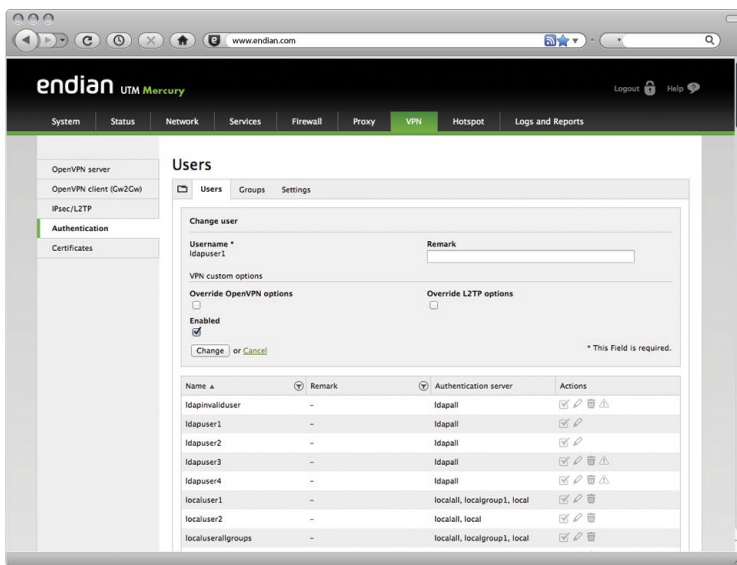 www.endian.com
endian UTM Mercury
Logout Help
System Status Network Services Firewall Proxy VPN Hotspot Logs and Reports
Users
OpenVPN server
OpenVPN client (Gw2Gw)
IPsec/L2TP
Authentication
Certificates
Users Groups Settings
Change user
Username * Remark
ldapuser1
VPN custom options
Override OpenVPN options Override L2TP options
Enabled
Change or Cancel * This Field is required.
Name Remark Authentication server Actions
ldapinvaliduser - ldapall
ldapuser1 - ldapall
ldapuser2 - ldapall
ldapuser3 - ldapall
ldapuser4 - ldapall
localuser1 - localall, localgroup1, local
localuser2 - localall, local
localuserallgroups - localall, localgroup1, local